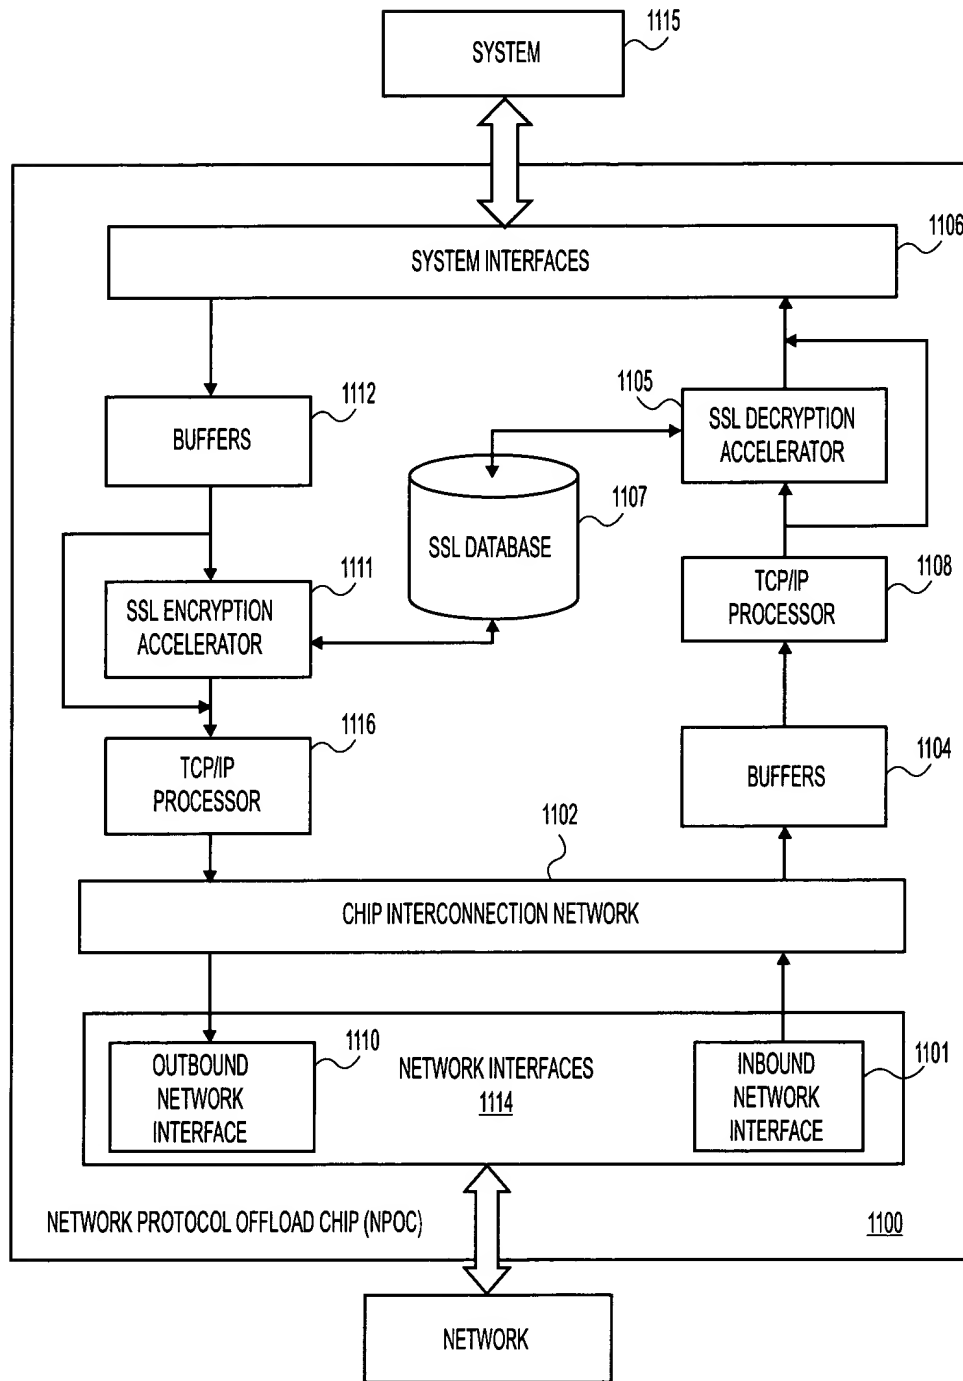 SYSTEM
1115
SYSTEM INTERFACES
1106
BUFFERS
1112
1105
SSL DECRYPTION
ACCELERATOR
SSL DATABASE
1107
SSL ENCRYPTION
ACCELERATOR
1111
TCP/IP
PROCESSOR
1108
TCP/IP
PROCESSOR
1116
BUFFERS
1104
1102
CHIP INTERCONNECTION NETWORK
OUTBOUND
NETWORK
INTERFACE
1110
NETWORK INTERFACES
1114
INBOUND
NETWORK
INTERFACE
1101
NETWORK PROTOCOL OFFLOAD CHIP (NPOC)
1100
NETWORK